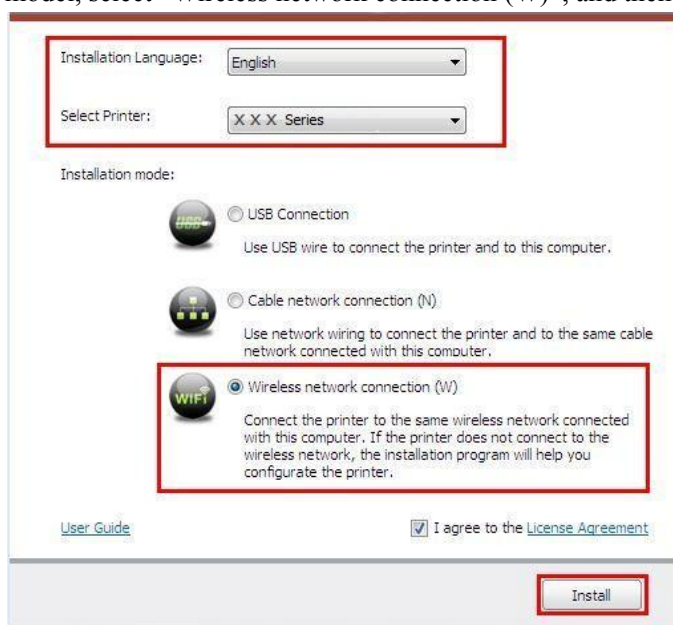 model, select "Wireless network connection (W)", and then
Installation Language:
English
Select Printer:
X X X Series
Installation mode:
USB
USB Connection
Use USB wire to connect the printer and to this computer.
Cable network connection (N)
Use network wiring to connect the printer and to the same cable
network connected with this computer.
WiFi
Wireless network connection (W)
Connect the printer to the same wireless network connected
with this computer. If the printer does not connect to the
wireless network, the installation program will help you
configurate the printer.
User Guide
I agree to the License Agreement
Install